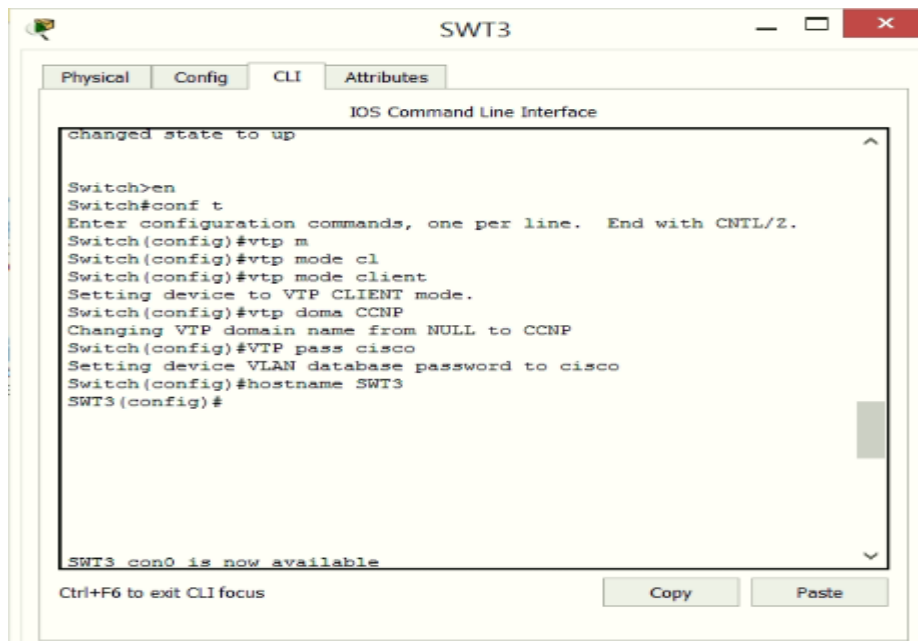 SWT3
Physical Config CLI Attributes
IOS Command Line Interface
changed state to up
Switch>en
Switch#conf t
Enter configuration commands, one per line.  End with CNTL/Z.
Switch(config)#vtp m
Switch(config)#vtp mode cl
Switch(config)#vtp mode client
Setting device to VTP CLIENT mode.
Switch(config)#vtp doma CCNP
Changing VTP domain name from NULL to CCNP
Switch(config)#VTP pass cisco
Setting device VLAN database password to cisco
Switch(config)#hostname SWT3
SWT3(config)#
SWT3 con0 is now available
Ctrl+F6 to exit CLI focus Copy Paste